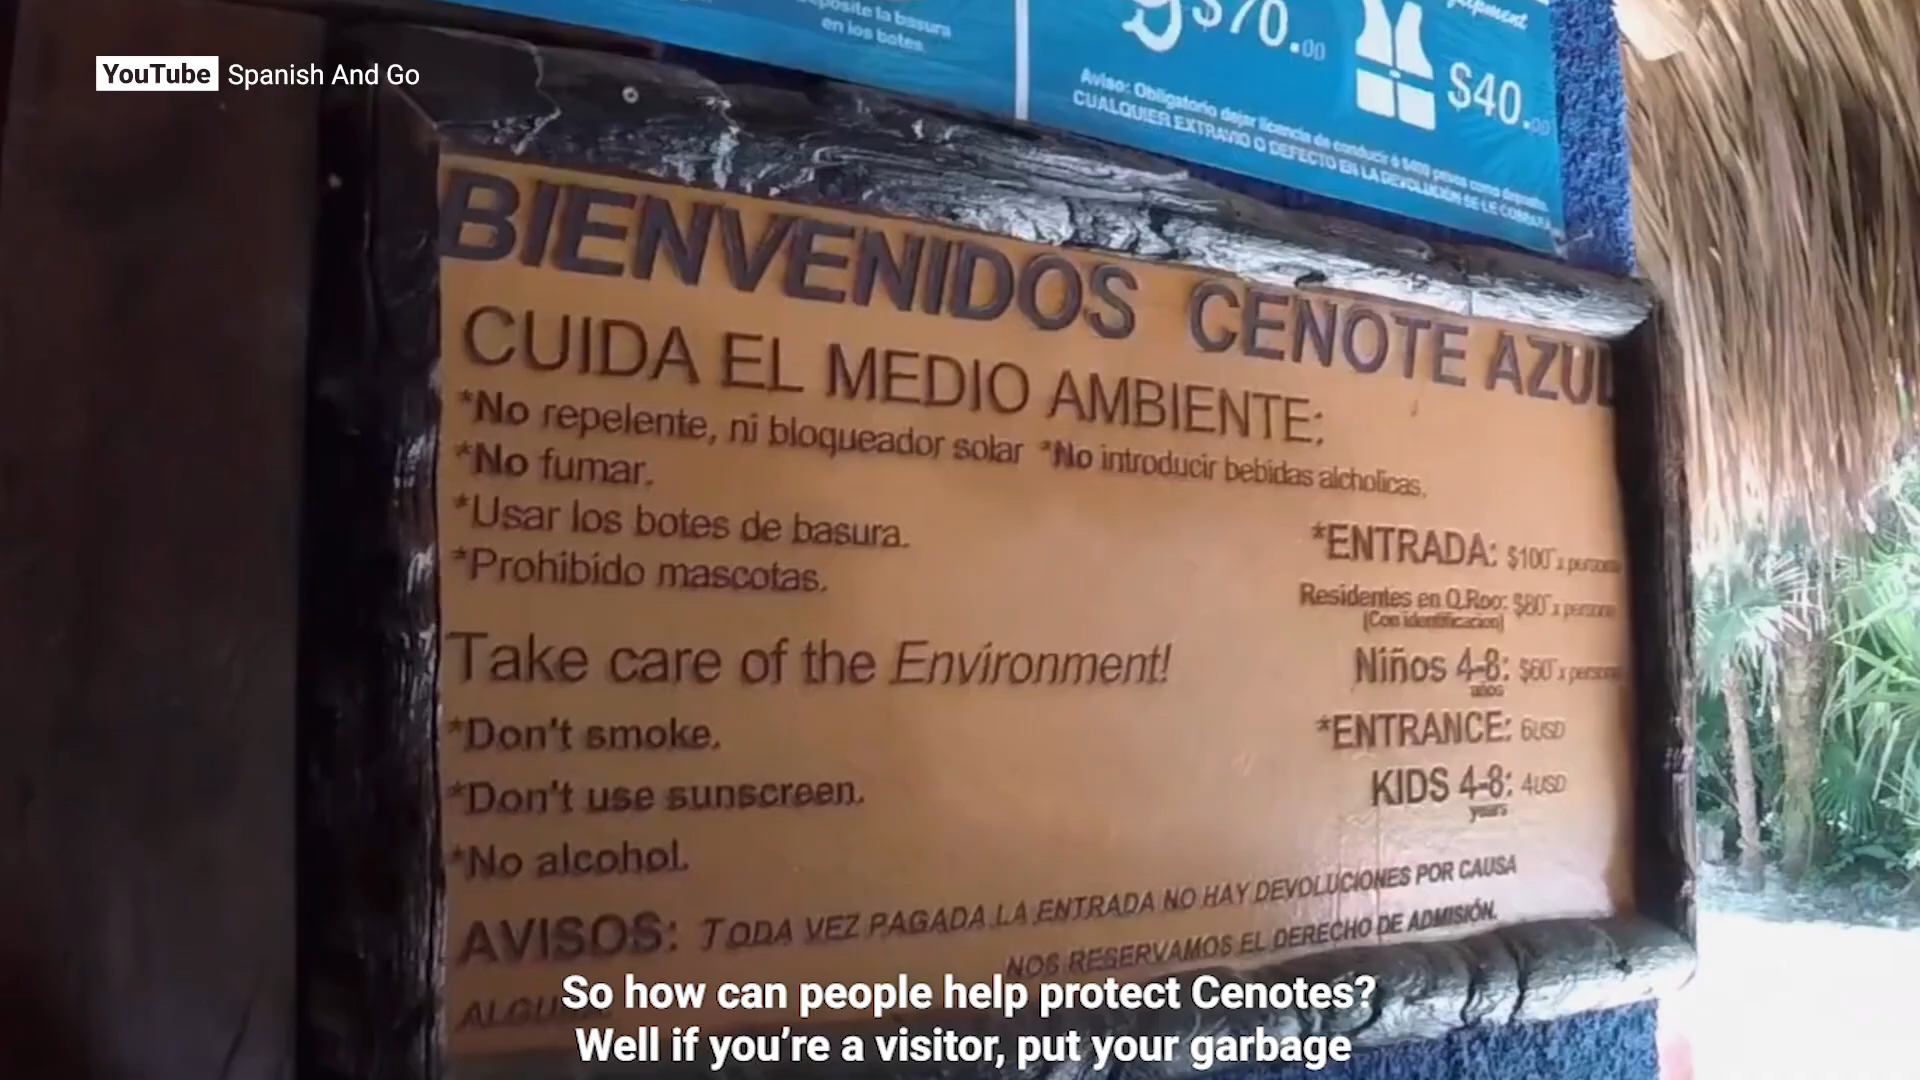 YouTube Spanish And Go
deposite la basura
en los botes
equipment
$70.00
$40.00
Aviso: Obligatorio dejar licencia de conducir ó $400 pesos como deposito.
CUALQUIER EXTRAVIO O DEFECTO EN LA DEVOLUCIÓN SE LE COBRARA
BIENVENIDOS CENOTE AZUL
CUIDA EL MEDIO AMBIENTE:
*No repelente, ni bloqueador solar *No introducir bebidas alcholicas.
*No fumar.
*Usar los botes de basura.
*Prohibido mascotas.
*ENTRADA: $100 x persona
Residentes en Q.Roo: $80 x persona
(Con identificacion)
Niños 4-8: $60 x persona
años
Take care of the Environment!
*Don't smoke.
*Don't use sunscreen.
*No alcohol.
*ENTRANCE: 6USD
KIDS 4-8: 4USD
years
AVISOS: TODA VEZ PAGADA LA ENTRADA NO HAY DEVOLUCIONES POR CAUSA
NOS RESERVAMOS EL DERECHO DE ADMISIÓN.
So how can people help protect Cenotes?
Well if you're a visitor, put your garbage